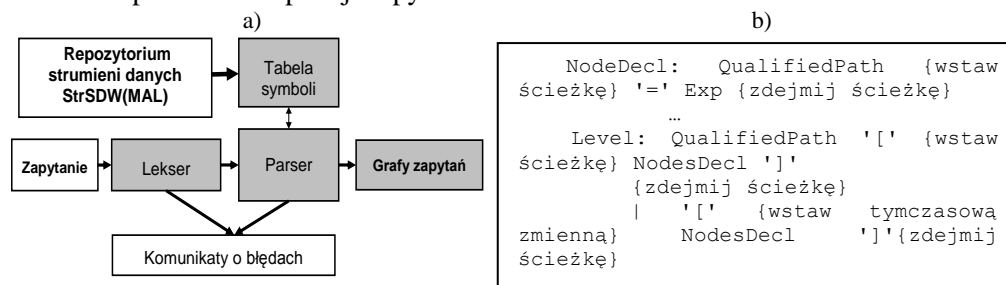 a)
b)
Repozytorium
strumieni danych
StrSDW(MAL)
Tabela
symboli
Zapytanie
Lekser
Parser
Grafy zapytań
Komunikaty o błędach
NodeDecl: QualifiedPath {wstaw
ścieżkę} '=' Exp {zdejmij ścieżkę}
…
Level: QualifiedPath '[' {wstaw
ścieżkę} NodesDecl ']'
{zdejmij ścieżkę}
| '[' {wstaw tymczasową
zmienną} NodesDecl ']'{zdejmij
ścieżkę}